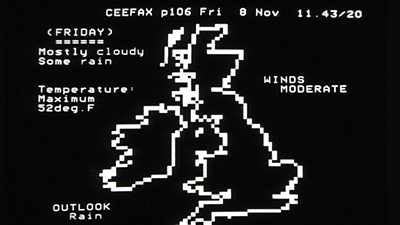 CEEFAX p106 Fri 8 Nov 11.43/20
(FRIDAY)
======
Mostly cloudy
Some rain
WINDS
MODERATE
Temperature:
Maximum
52deg.F
OUTLOOK
Rain